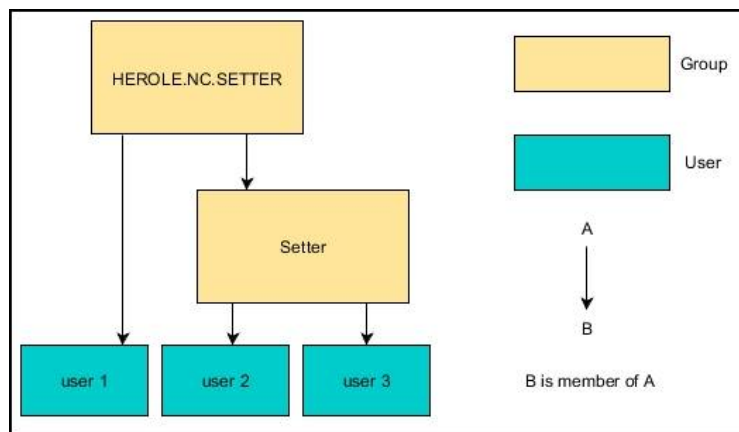 HEROLE.NC.SETTER
Group
User
A
Setter
B
user 1
user 2
user 3
B is member of A